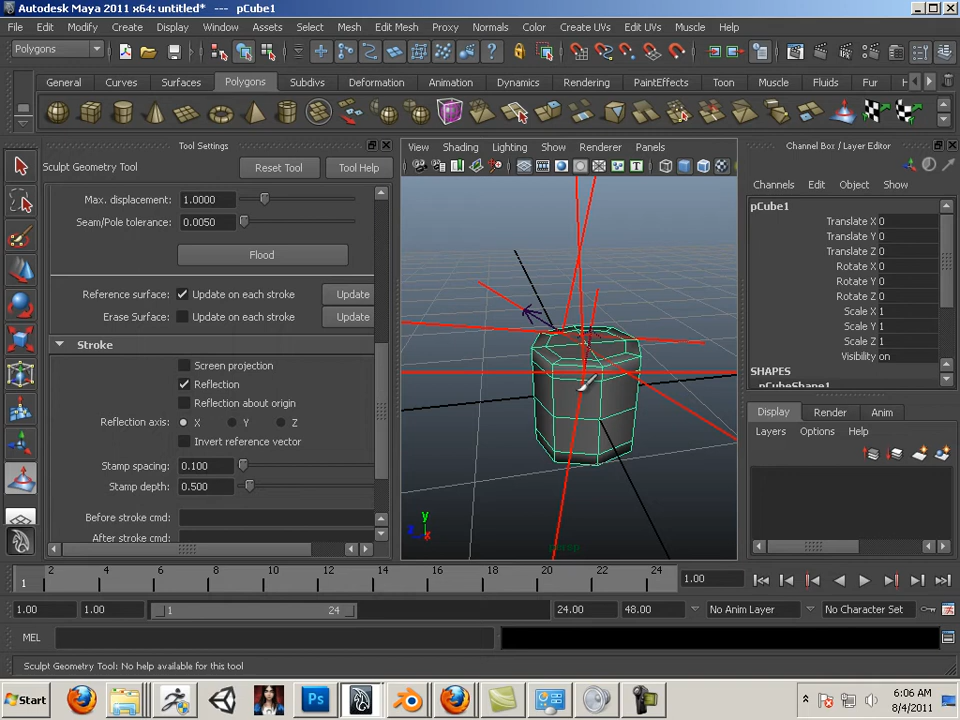 Autodesk Maya 2011 x64: untitled* --- pCube1
File Edit Modify Create Display Window Assets Select Mesh Edit Mesh Proxy Normals Color Create UVs Edit UVs Muscle Help
Polygons
General Curves Surfaces Polygons Subdivs Deformation Animation Dynamics Rendering PaintEffects Toon Muscle Fluids Fur H
Tool Settings
Sculpt Geometry Tool Reset Tool Tool Help
Max. displacement: 1.0000
Seam/Pole tolerance: 0.0050
Flood
Reference surface: Update on each stroke Update
Erase Surface: Update on each stroke Update
Stroke
Screen projection
Reflection
Reflection about origin
Reflection axis: X Y Z
Invert reference vector
Stamp spacing: 0.100
Stamp depth: 0.500
Before stroke cmd:
After stroke cmd:
View Shading Lighting Show Renderer Panels
y
z x
persp
Channel Box / Layer Editor
Channels Edit Object Show
pCube1
Translate X 0
Translate Y 0
Translate Z 0
Rotate X 0
Rotate Y 0
Rotate Z 0
Scale X 1
Scale Y 1
Scale Z 1
Visibility on
SHAPES
pCubeShape1
Display Render Anim
Layers Options Help
1 2 4 6 8 10 12 14 16 18 20 22 24 1.00
1.00 1.00 1 24 24.00 48.00 No Anim Layer No Character Set
MEL
Sculpt Geometry Tool: No help available for this tool
Start Ps 6:06 AM
8/4/2011